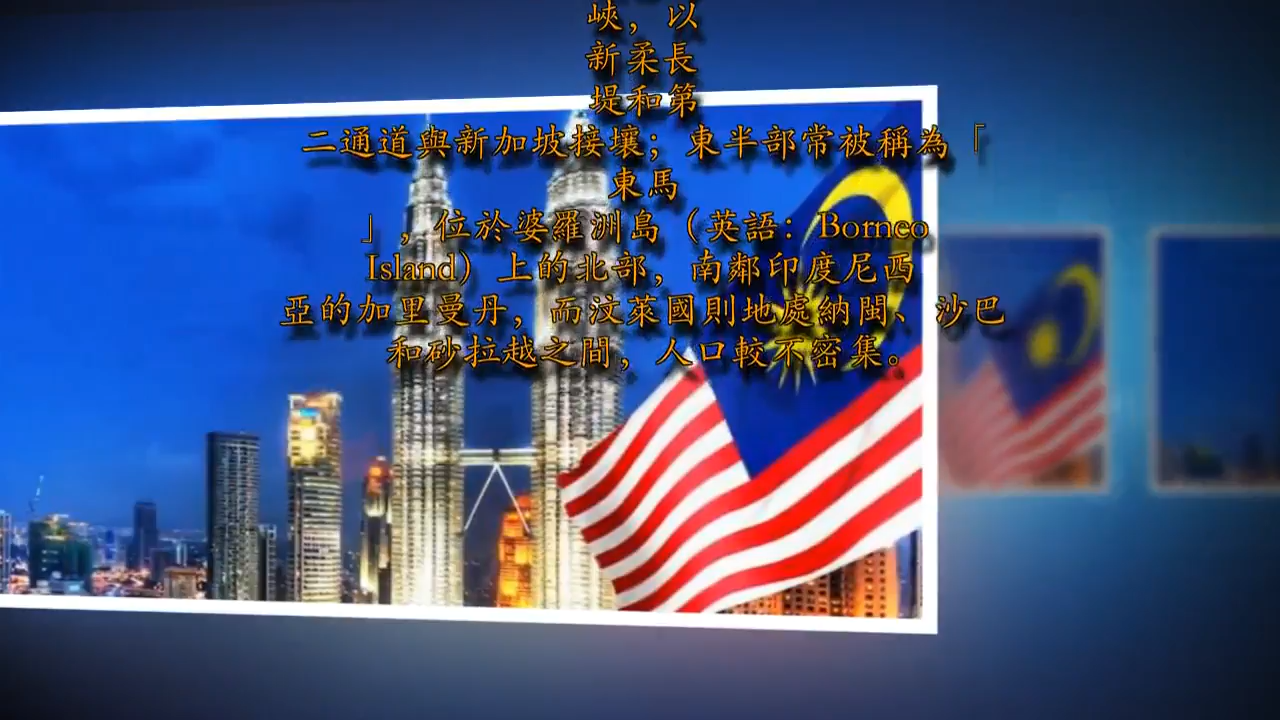 峽，以
新柔長
堤和第
二通道與新加坡接壤；東半部常被稱為「
東馬
」，位於婆羅洲島（英語：Borneo
Island）上的北部，南鄰印度尼西
亞的加里曼丹，而汶萊國則地處納閩、沙巴
和砂拉越之間，人口較不密集。